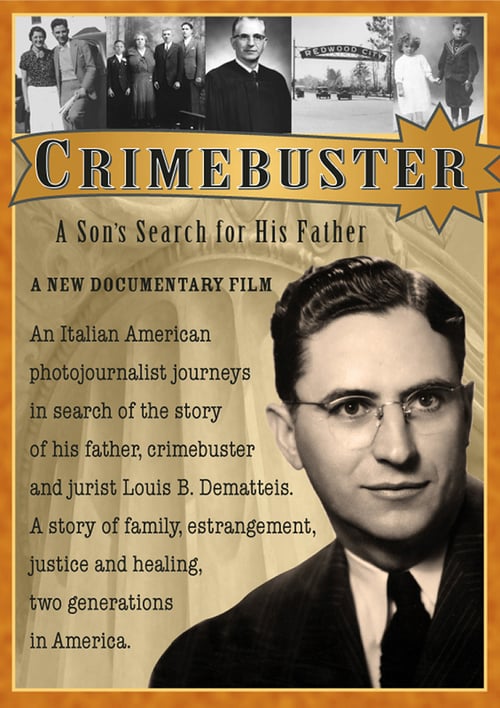 REDWOOD CITY
CRIMEBUSTER
A Son's Search for His Father
A NEW DOCUMENTARY FILM
An Italian American
photojournalist journeys
in search of the story
of his father, crimebuster
and jurist Louis B. Dematteis.
A story of family, estrangement,
justice and healing,
two generations
in America.